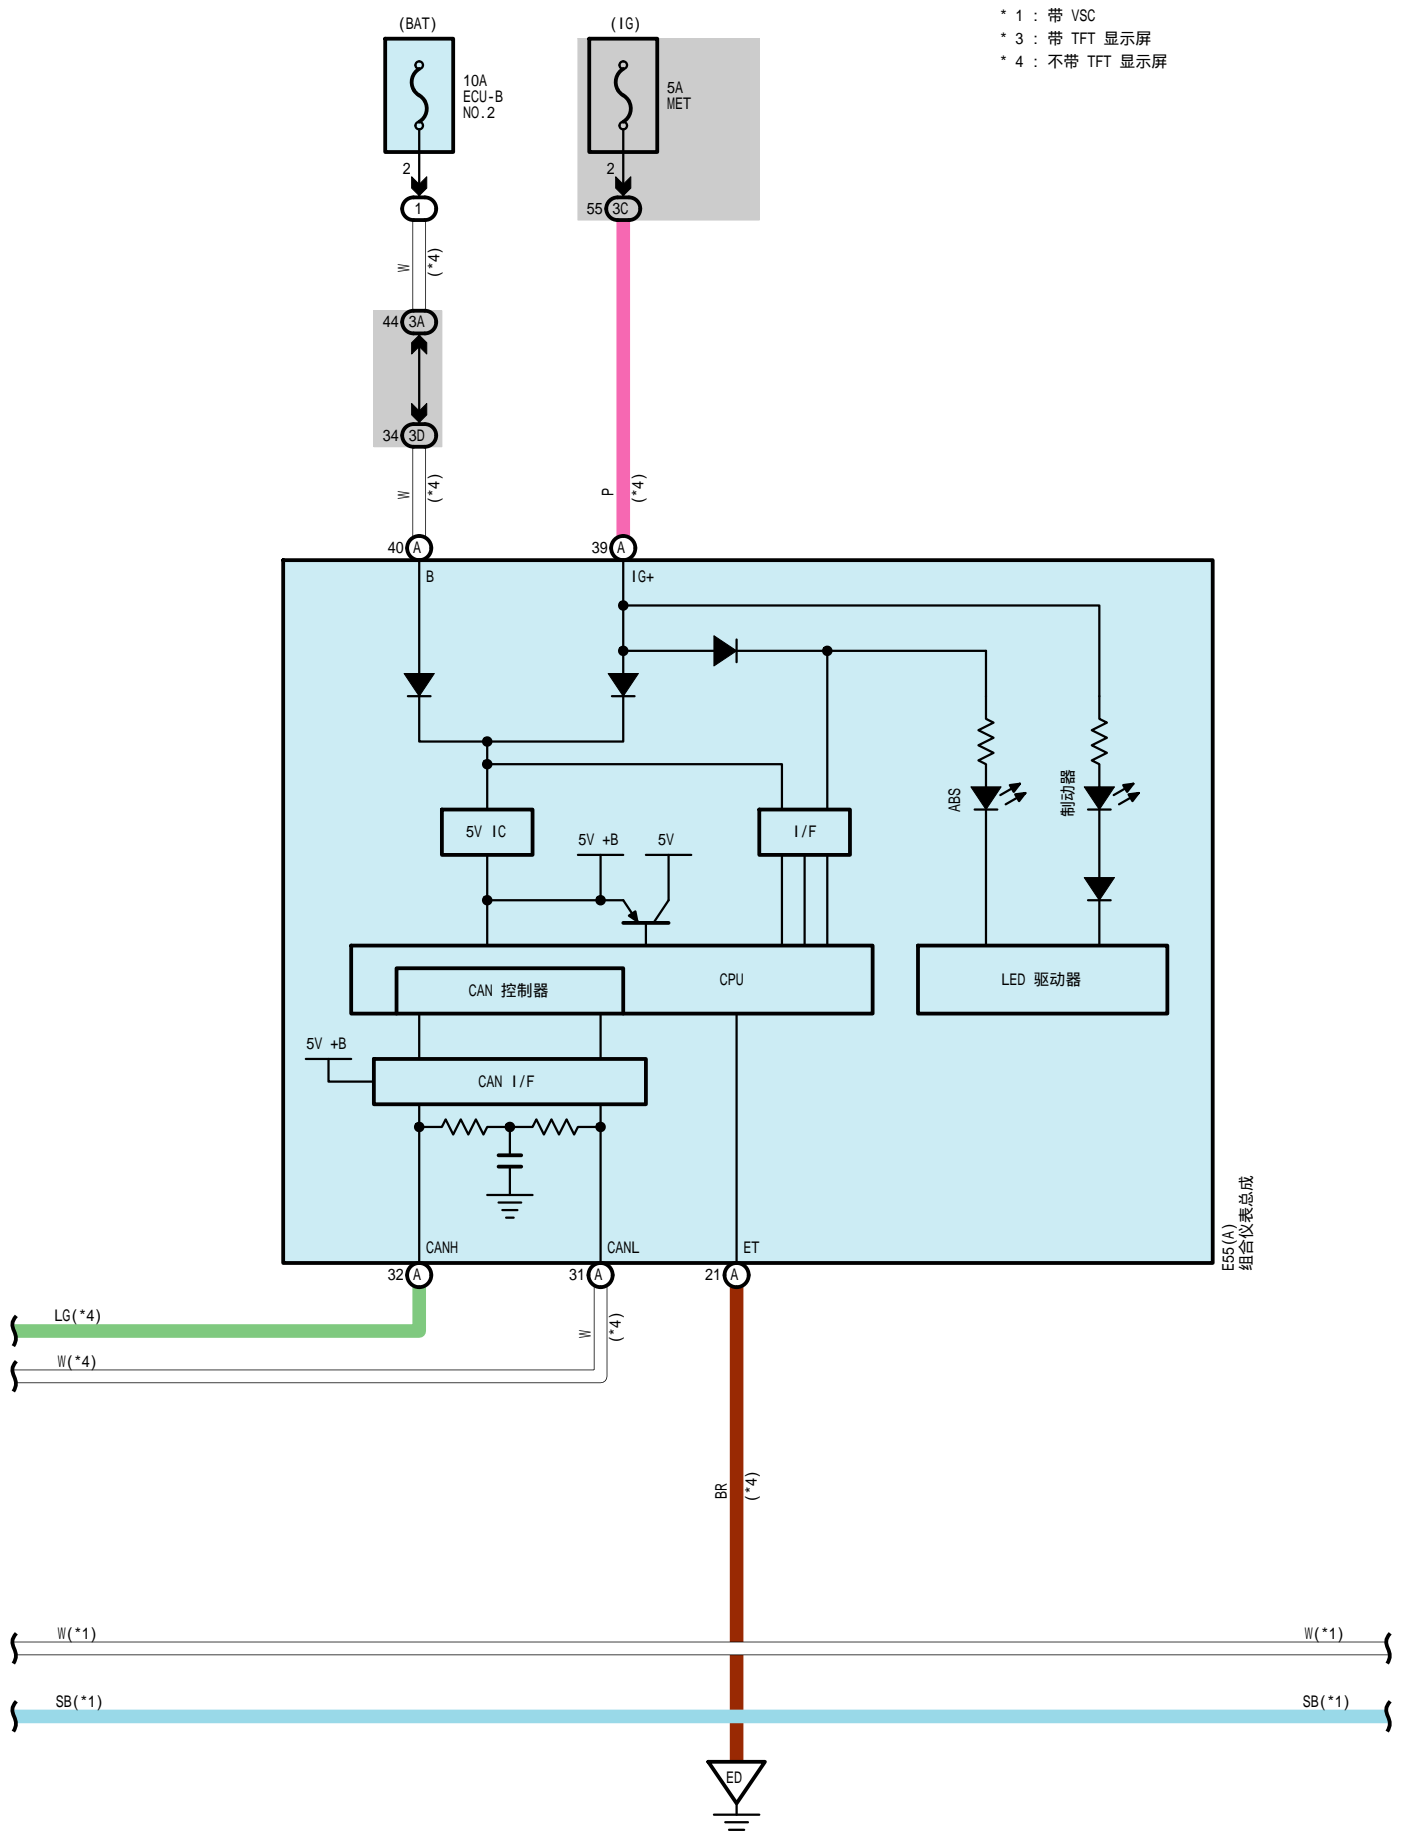 * 1 : 带 VSC
* 3 : 带 TFT 显示屏
* 4 : 不带 TFT 显示屏
(BAT)
(IG)
10A
ECU-B
NO.2
5A
MET
2
2
1
55 3C
W
(*4)
44 3A
34 3D
W
(*4)
P
(*4)
40 A
39 A
B
IG+
ABS
制动器
5V IC
5V +B
5V
I/F
CPU
CAN 控制器
LED 驱动器
5V +B
CAN I/F
CANH
CANL
ET
E55(A)
组合仪表总成
32 A
31 A
21 A
LG(*4)
W
(*4)
W(*4)
BR
(*4)
W(*1)
W(*1)
SB(*1)
SB(*1)
ED